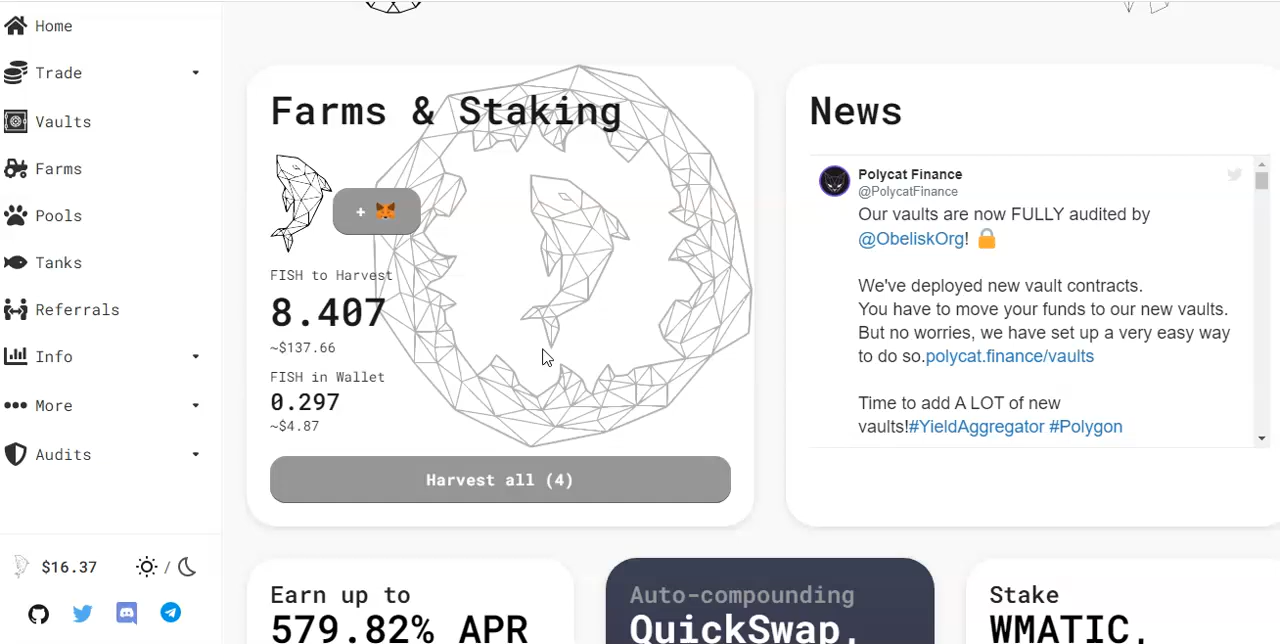 Home
Trade
Vaults
Farms
Pools
Tanks
Referrals
Info
More
Audits
$16.37
/
Farms & Staking
+
FISH to Harvest
8.407
~$137.66
FISH in Wallet
0.297
~$4.87
Harvest all (4)
News
Polycat Finance
@PolycatFinance
Our vaults are now FULLY audited by
@ObeliskOrg! 🔒
We've deployed new vault contracts.
You have to move your funds to our new vaults.
But no worries, we have set up a very easy way
to do so.polycat.finance/vaults
Time to add A LOT of new
vaults!#YieldAggregator #Polygon
Earn up to
579.82% APR
Auto-compounding
QuickSwap,
Stake
WMATIC,